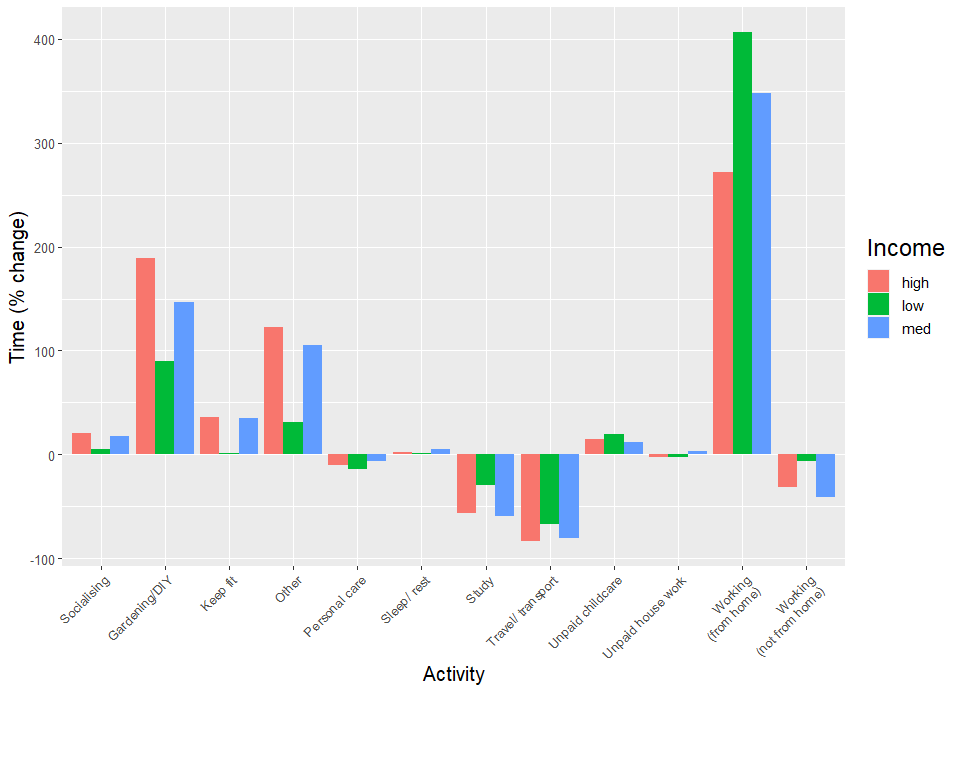 400
300
200
100
0
-100
Time (% change)
Socialising
Gardening/DIY
Keep fit
Other
Personal care
Sleep/ rest
Study
Travel/ transport
Unpaid childcare
Unpaid house work
Working
(from home)
Working
(not from home)
Activity
Income
high
low
med